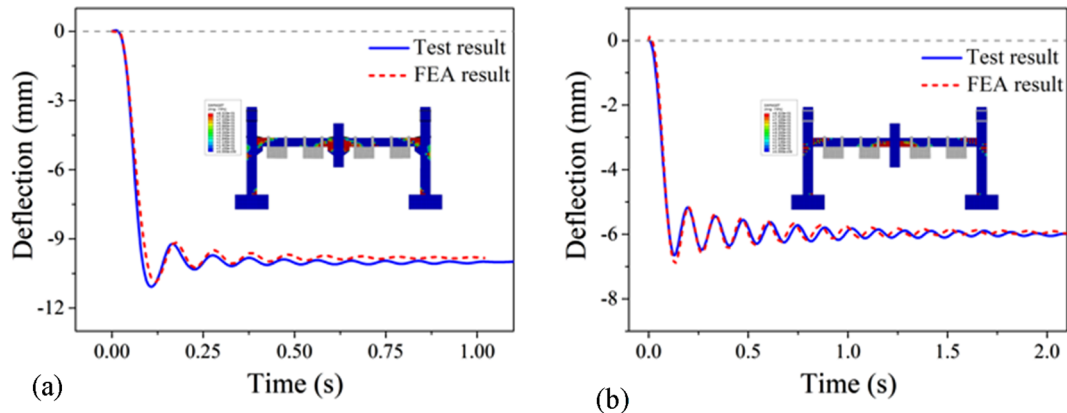 0
-3
-6
-9
-12
Deflection (mm)
Test result
FEA result
0.00
0.25
0.50
0.75
1.00
Time (s)
(a)
0
-2
-4
-6
-8
Deflection (mm)
Test result
FEA result
0.0
0.5
1.0
1.5
2.0
Time (s)
(b)